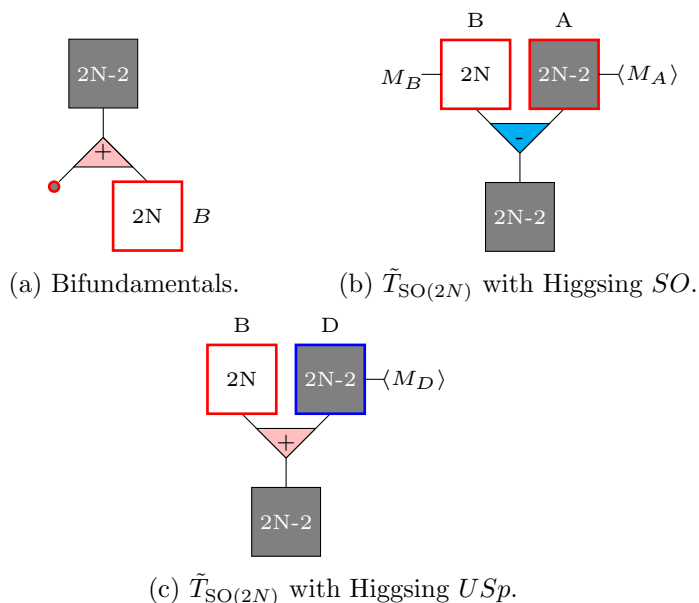 2N-2
+
2N B
(a) Bifundamentals.
B A
M_B 2N 2N-2 ⟨M_A⟩
-
2N-2
(b) T̃_SO(2N) with Higgsing SO.
B D
2N 2N-2 ⟨M_D⟩
+
2N-2
(c) T̃_SO(2N) with Higgsing USp.